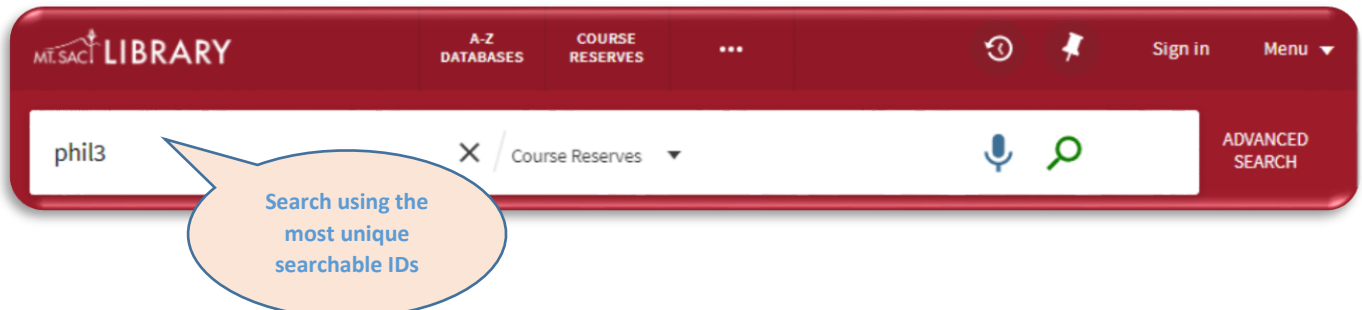 MT. SAC LIBRARY
A-Z
DATABASES
COURSE
RESERVES
...
Sign in
Menu
phil3
Course Reserves
ADVANCED
SEARCH
Search using the
most unique
searchable IDs